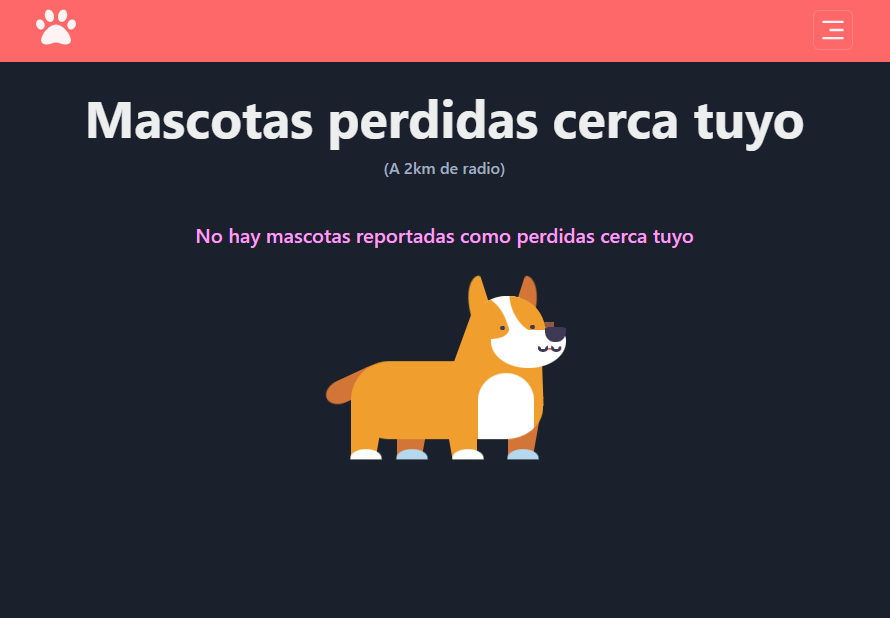 Mascotas perdidas cerca tuyo
(A 2km de radio)
No hay mascotas reportadas como perdidas cerca tuyo